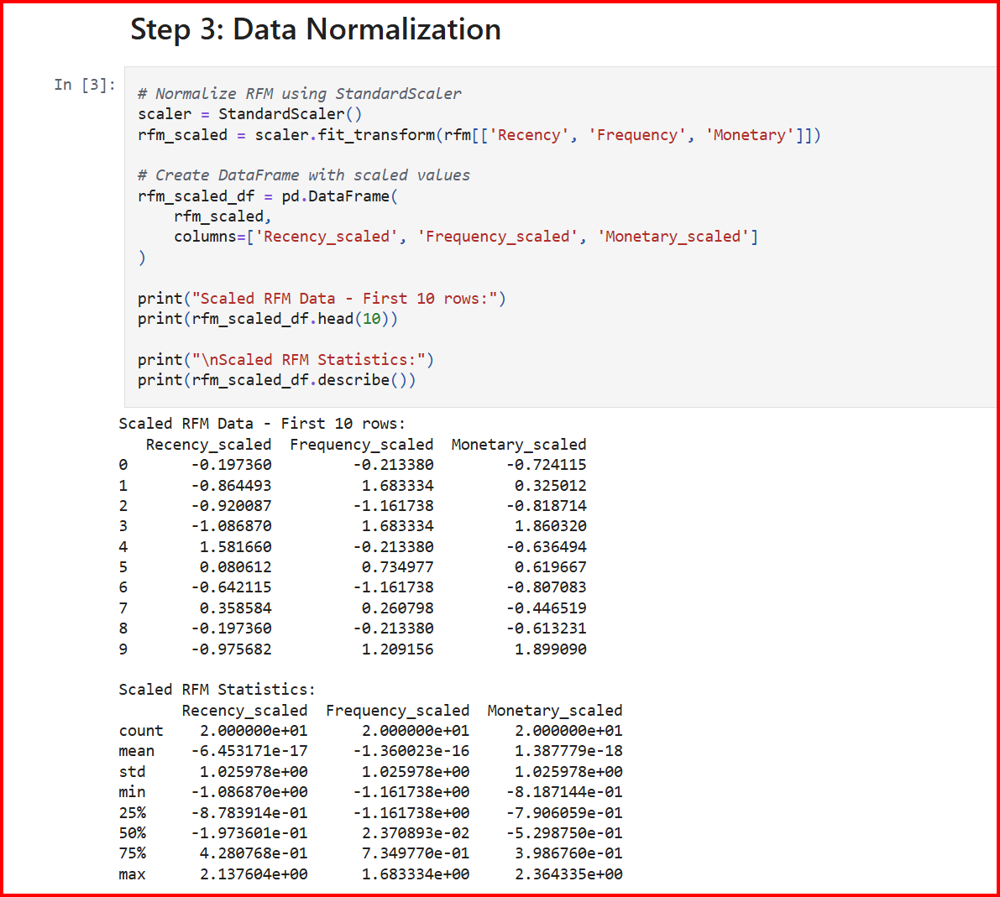 Step 3: Data Normalization
In [3]:
# Normalize RFM using StandardScaler
scaler = StandardScaler()
rfm_scaled = scaler.fit_transform(rfm[['Recency', 'Frequency', 'Monetary']])
# Create DataFrame with scaled values
rfm_scaled_df = pd.DataFrame(
    rfm_scaled,
    columns=['Recency_scaled', 'Frequency_scaled', 'Monetary_scaled']
)
print("Scaled RFM Data - First 10 rows:")
print(rfm_scaled_df.head(10))
print("\nScaled RFM Statistics:")
print(rfm_scaled_df.describe())
Scaled RFM Data - First 10 rows:
   Recency_scaled  Frequency_scaled  Monetary_scaled
0       -0.197360         -0.213380        -0.724115
1       -0.864493          1.683334         0.325012
2       -0.920087         -1.161738        -0.818714
3       -1.086870          1.683334         1.860320
4        1.581660         -0.213380        -0.636494
5        0.080612          0.734977         0.619667
6       -0.642115         -1.161738        -0.807083
7        0.358584          0.260798        -0.446519
8       -0.197360         -0.213380        -0.613231
9       -0.975682          1.209156         1.899090
Scaled RFM Statistics:
       Recency_scaled  Frequency_scaled  Monetary_scaled
count    2.000000e+01      2.000000e+01     2.000000e+01
mean    -6.453171e-17     -1.360023e-16     1.387779e-18
std      1.025978e+00      1.025978e+00     1.025978e+00
min     -1.086870e+00     -1.161738e+00    -8.187144e-01
25%     -8.783914e-01     -1.161738e+00    -7.906059e-01
50%     -1.973601e-01      2.370893e-02    -5.298750e-01
75%      4.280768e-01      7.349770e-01     3.986760e-01
max      2.137604e+00      1.683334e+00     2.364335e+00